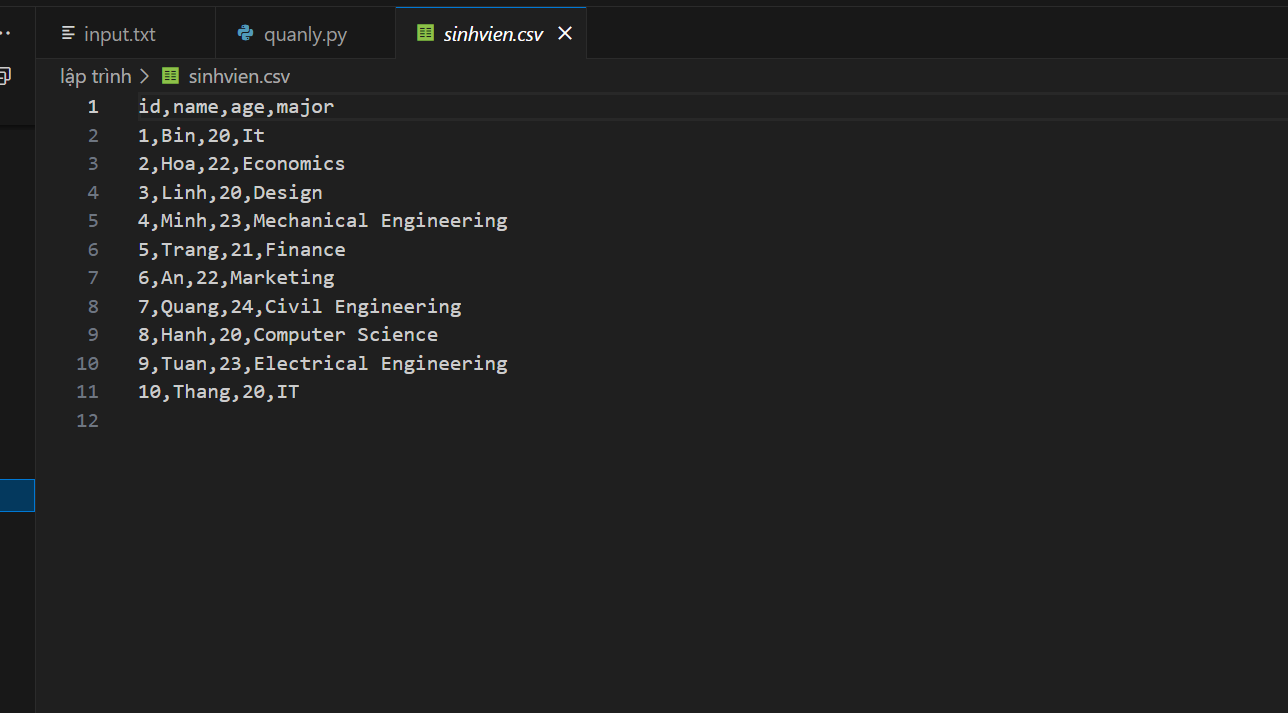 input.txt quanly.py sinhvien.csv
lập trình sinhvien.csv
1 id,name,age,major
2 1,Bin,20,It
3 2,Hoa,22,Economics
4 3,Linh,20,Design
5 4,Minh,23,Mechanical Engineering
6 5,Trang,21,Finance
7 6,An,22,Marketing
8 7,Quang,24,Civil Engineering
9 8,Hanh,20,Computer Science
10 9,Tuan,23,Electrical Engineering
11 10,Thang,20,IT
12